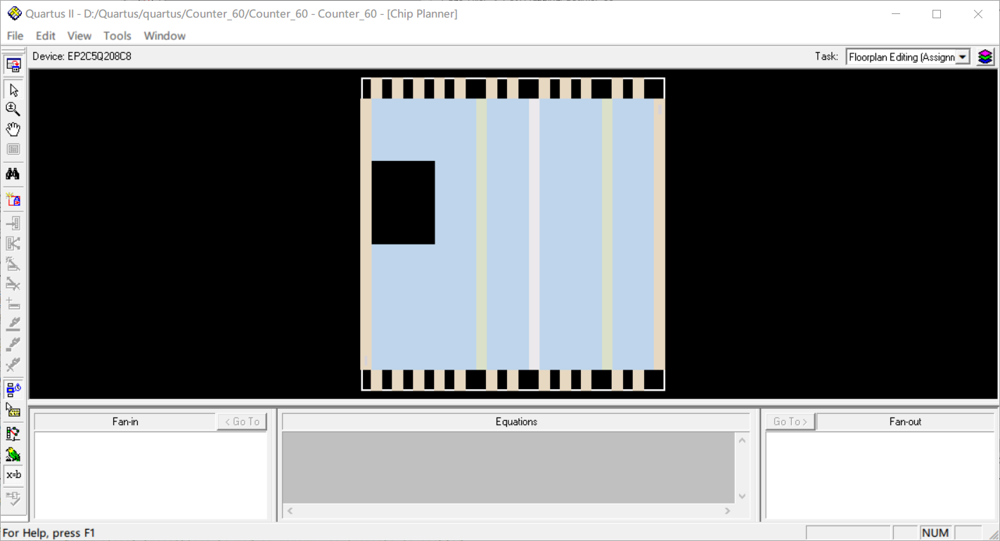 Quartus II - D:/Quartus/quartus/Counter_60/Counter_60 - Counter_60 - [Chip Planner]
File Edit View Tools Window
Device: EP2C5Q208C8 Task: Floorplan Editing (Assignn
x=b
Fan-in < Go To Equations Go To > Fan-out
For Help, press F1 NUM